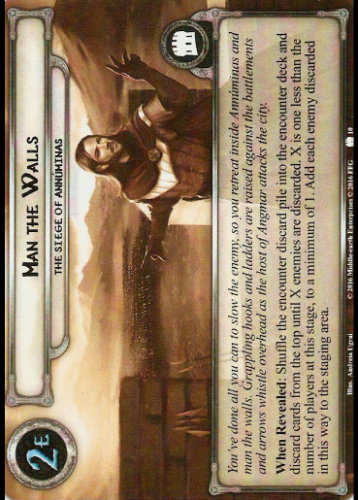 2E
MAN THE WALLS
THE SIEGE OF ANNÚMINAS
You've done all you can to slow the enemy, so you retreat inside Annúminas and
man the walls. Grappling hooks and ladders are raised against the battlements
and arrows whistle overhead as the host of Angmar attacks the city.
When Revealed: Shuffle the encounter discard pile into the encounter deck and
discard cards from the top until X enemies are discarded. X is one less than the
number of players at this stage, to a minimum of 1. Add each enemy discarded
in this way to the staging area.
Illus. Andreia Ugrai © 2016 Middle-earth Enterprises © 2016 FFG 10